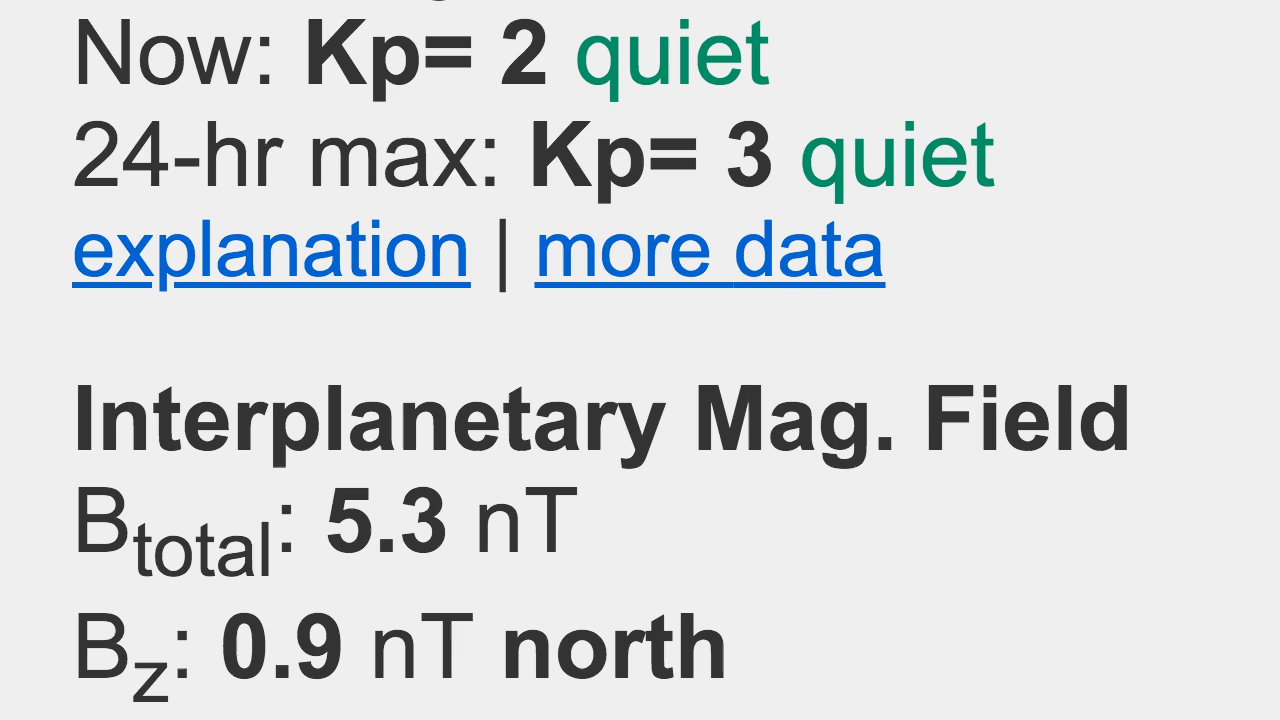 Now: Kp= 2 quiet
24-hr max: Kp= 3 quiet
explanation | more data
Interplanetary Mag. Field
Btotal: 5.3 nT
Bz: 0.9 nT north